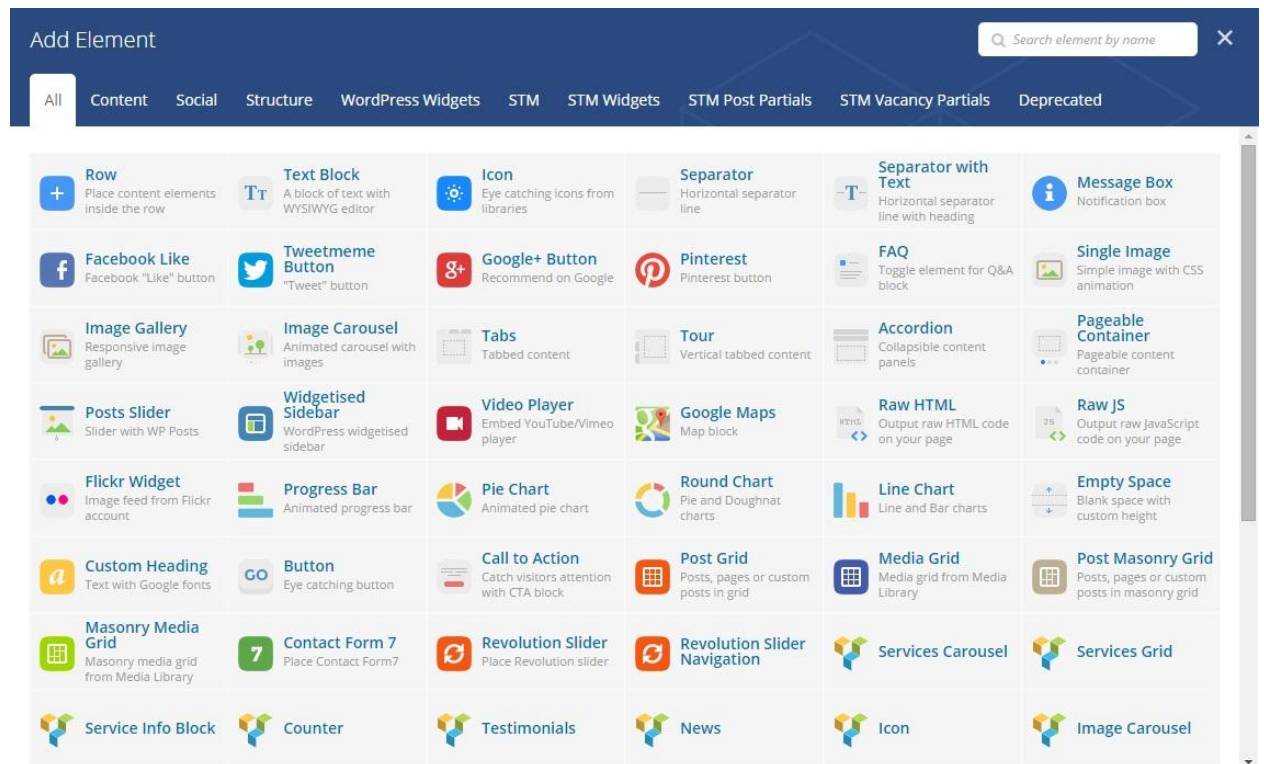 Add Element
Search element by name
All Content Social Structure WordPress Widgets STM STM Widgets STM Post Partials STM Vacancy Partials Deprecated
Row
Place content elements
inside the row
TT
Text Block
A block of text with
WYSIWYG editor
Icon
Eye catching icons from
libraries
Separator
Horizontal separator
line
T
Separator with
Text
Horizontal separator
line with heading
i
Message Box
Notification box
f
Facebook Like
Facebook "Like" button
Tweetmeme
Button
"Tweet" button
8+
Google+ Button
Recommend on Google
Pinterest
Pinterest button
FAQ
Toggle element for Q&A
block
Single Image
Simple image with CSS
animation
Image Gallery
Responsive image
gallery
Image Carousel
Animated carousel with
images
Tabs
Tabbed content
Tour
Vertical tabbed content
Accordion
Collapsible content
panels
Pageable
Container
Pageable content
container
Posts Slider
Slider with WP Posts
Widgetised
Sidebar
WordPress widgetised
sidebar
Video Player
Embed YouTube/Vimeo
player
Google Maps
Map block
HTML
Raw HTML
Output raw HTML code
on your page
JS
Raw JS
Output raw JavaScript
code on your page
Flickr Widget
Image feed from Flickr
account
Progress Bar
Animated progress bar
Pie Chart
Animated pie chart
Round Chart
Pie and Doughnat
charts
Line Chart
Line and Bar charts
Empty Space
Blank space with
custom height
a
Custom Heading
Text with Google fonts
GO
Button
Eye catching button
Call to Action
Catch visitors attention
with CTA block
Post Grid
Posts, pages or custom
posts in grid
Media Grid
Media grid from Media
Library
Post Masonry Grid
Posts, pages or custom
posts in masonry grid
Masonry Media
Grid
Masonry media grid
from Media Library
7
Contact Form 7
Place Contact Form7
Revolution Slider
Place Revolution slider
Revolution Slider
Navigation
Services Carousel
Services Grid
Service Info Block
Counter
Testimonials
News
Icon
Image Carousel